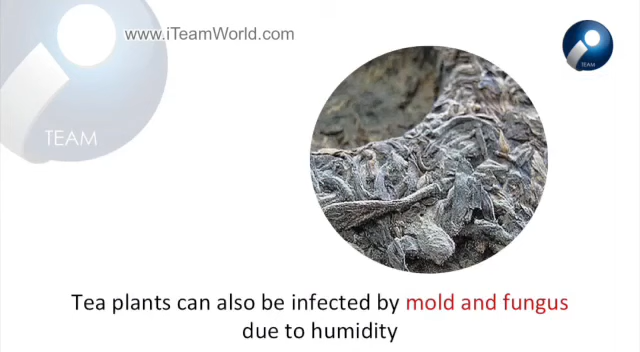 www.iTeamWorld.com
TEAM
TEAM
Tea plants can also be infected by mold and fungus
due to humidity